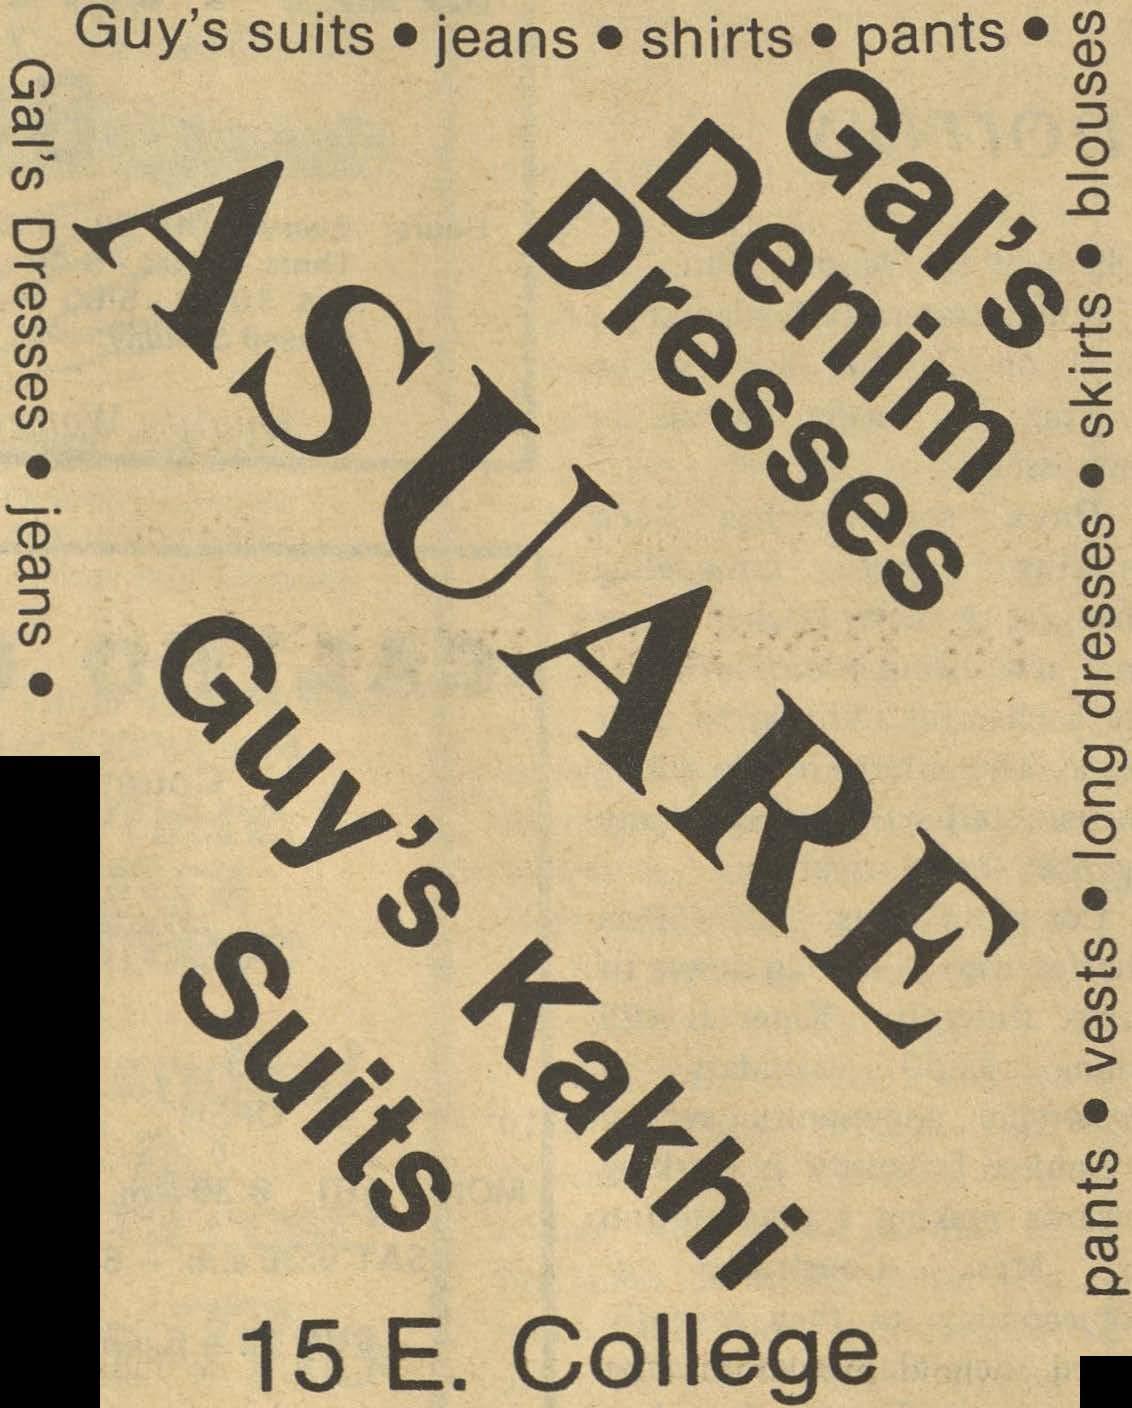 Guy's suits • jeans • shirts • pants •
Gal's Dresses • jeans •
pants • vests • long dresses • skirts • blouses
Gal's
Denim
Dresses
ASUARE
Guy's Kakhi
Suits
15 E. College